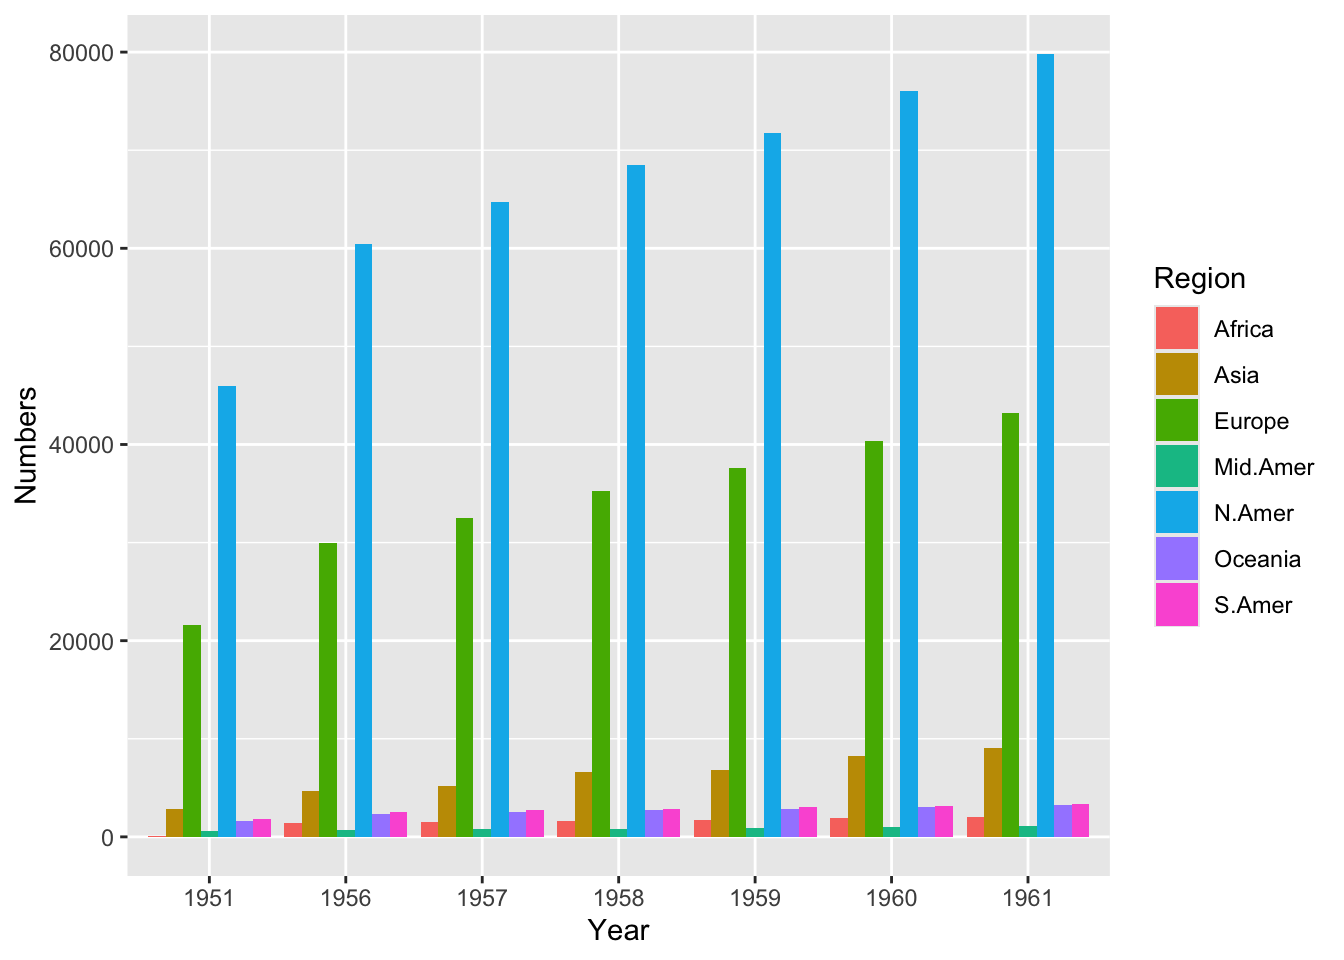 80000
60000
40000
20000
0
Numbers
1951 1956 1957 1958 1959 1960 1961
Year
Region
Africa
Asia
Europe
Mid.Amer
N.Amer
Oceania
S.Amer